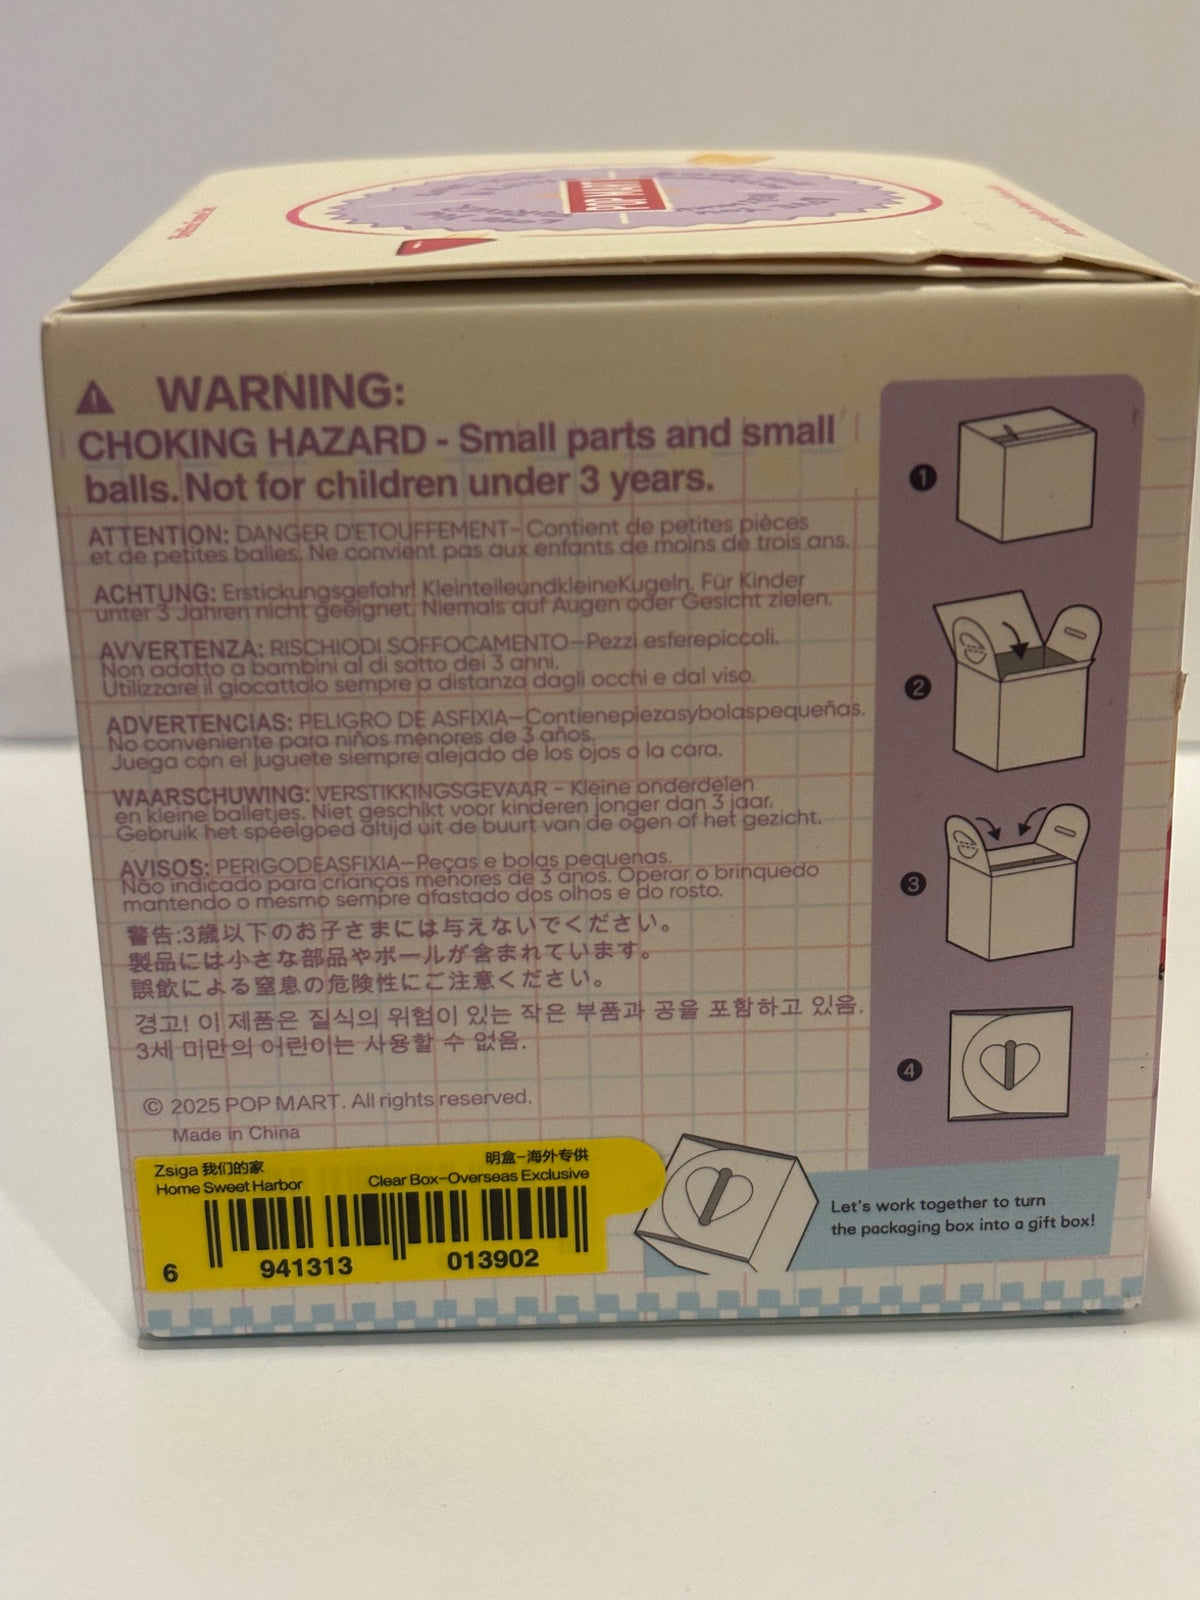 POP MART
WARNING:
CHOKING HAZARD - Small parts and small
balls. Not for children under 3 years.
ATTENTION: DANGER D'ETOUFFEMENT- Contient de petites pièces
et de petites balles. Ne convient pas aux enfants de moins de trois ans.
ACHTUNG: Erstickungsgefahr! KleinteileundkleineKugeln. Für Kinder
unter 3 Jahren nicht geeignet. Niemals auf Augen oder Gesicht zielen.
AVVERTENZA: RISCHIODI SOFFOCAMENTO-Pezzi esferepiccoli.
Non adatto a bambini al di sotto dei 3 anni.
Utilizzare il giocattolo sempre a distanza dagli occhi e dal viso.
ADVERTENCIAS: PELIGRO DE ASFIXIA-Contienepiezasybolaspequeñas.
No conveniente para niños menores de 3 años.
Juega con el juguete siempre alejado de los ojos o la cara.
WAARSCHUWING: VERSTIKKINGSGEVAAR - Kleine onderdelen
en kleine balletjes. Niet geschikt voor kinderen jonger dan 3 jaar.
Gebruik het speelgoed altijd uit de buurt van de ogen of het gezicht.
AVISOS: PERIGODEASFIXIA-Peças e bolas pequenas.
Não indicado para crianças menores de 3 anos. Operar o brinquedo
mantendo o mesmo sempre afastado dos olhos e do rosto.
警告:3歳以下のお子さまには与えないでください。
製品には小さな部品やボールが含まれています。
誤飲による窒息の危険性にご注意ください。
경고! 이 제품은 질식의 위험이 있는 작은 부품과 공을 포함하고 있음.
3세 미만의 어린이는 사용할 수 없음.
© 2025 POP MART. All rights reserved.
Made in China
Zsiga 我们的家
Home Sweet Harbor
明盒-海外专供
Clear Box-Overseas Exclusive
6 941313 013902
1
2
3
4
Let's work together to turn
the packaging box into a gift box!